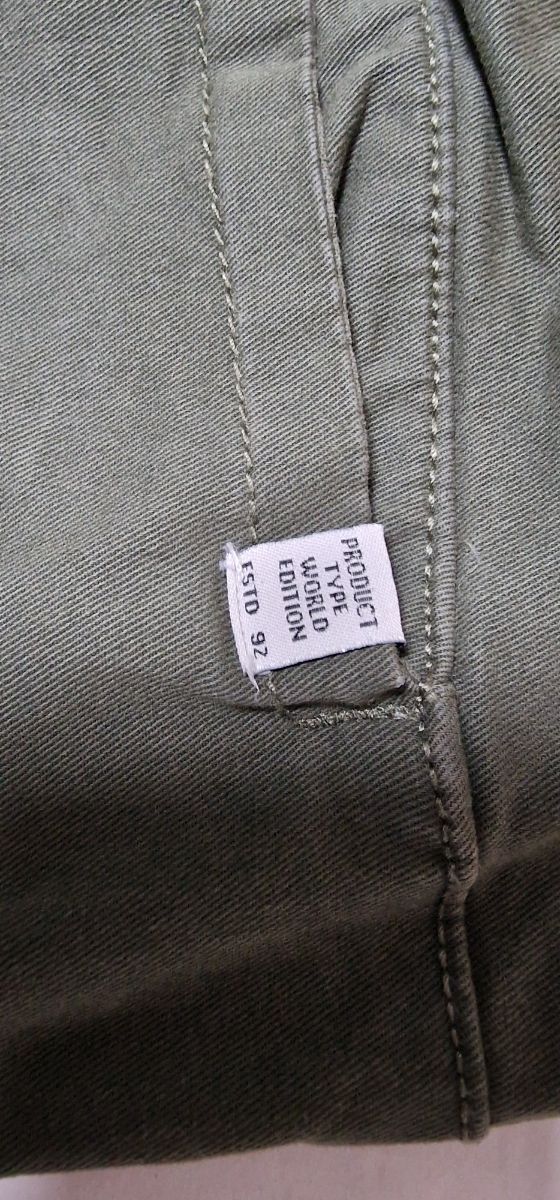 PRODUCT
TYPE
WORLD
EDITION
ESTD 92